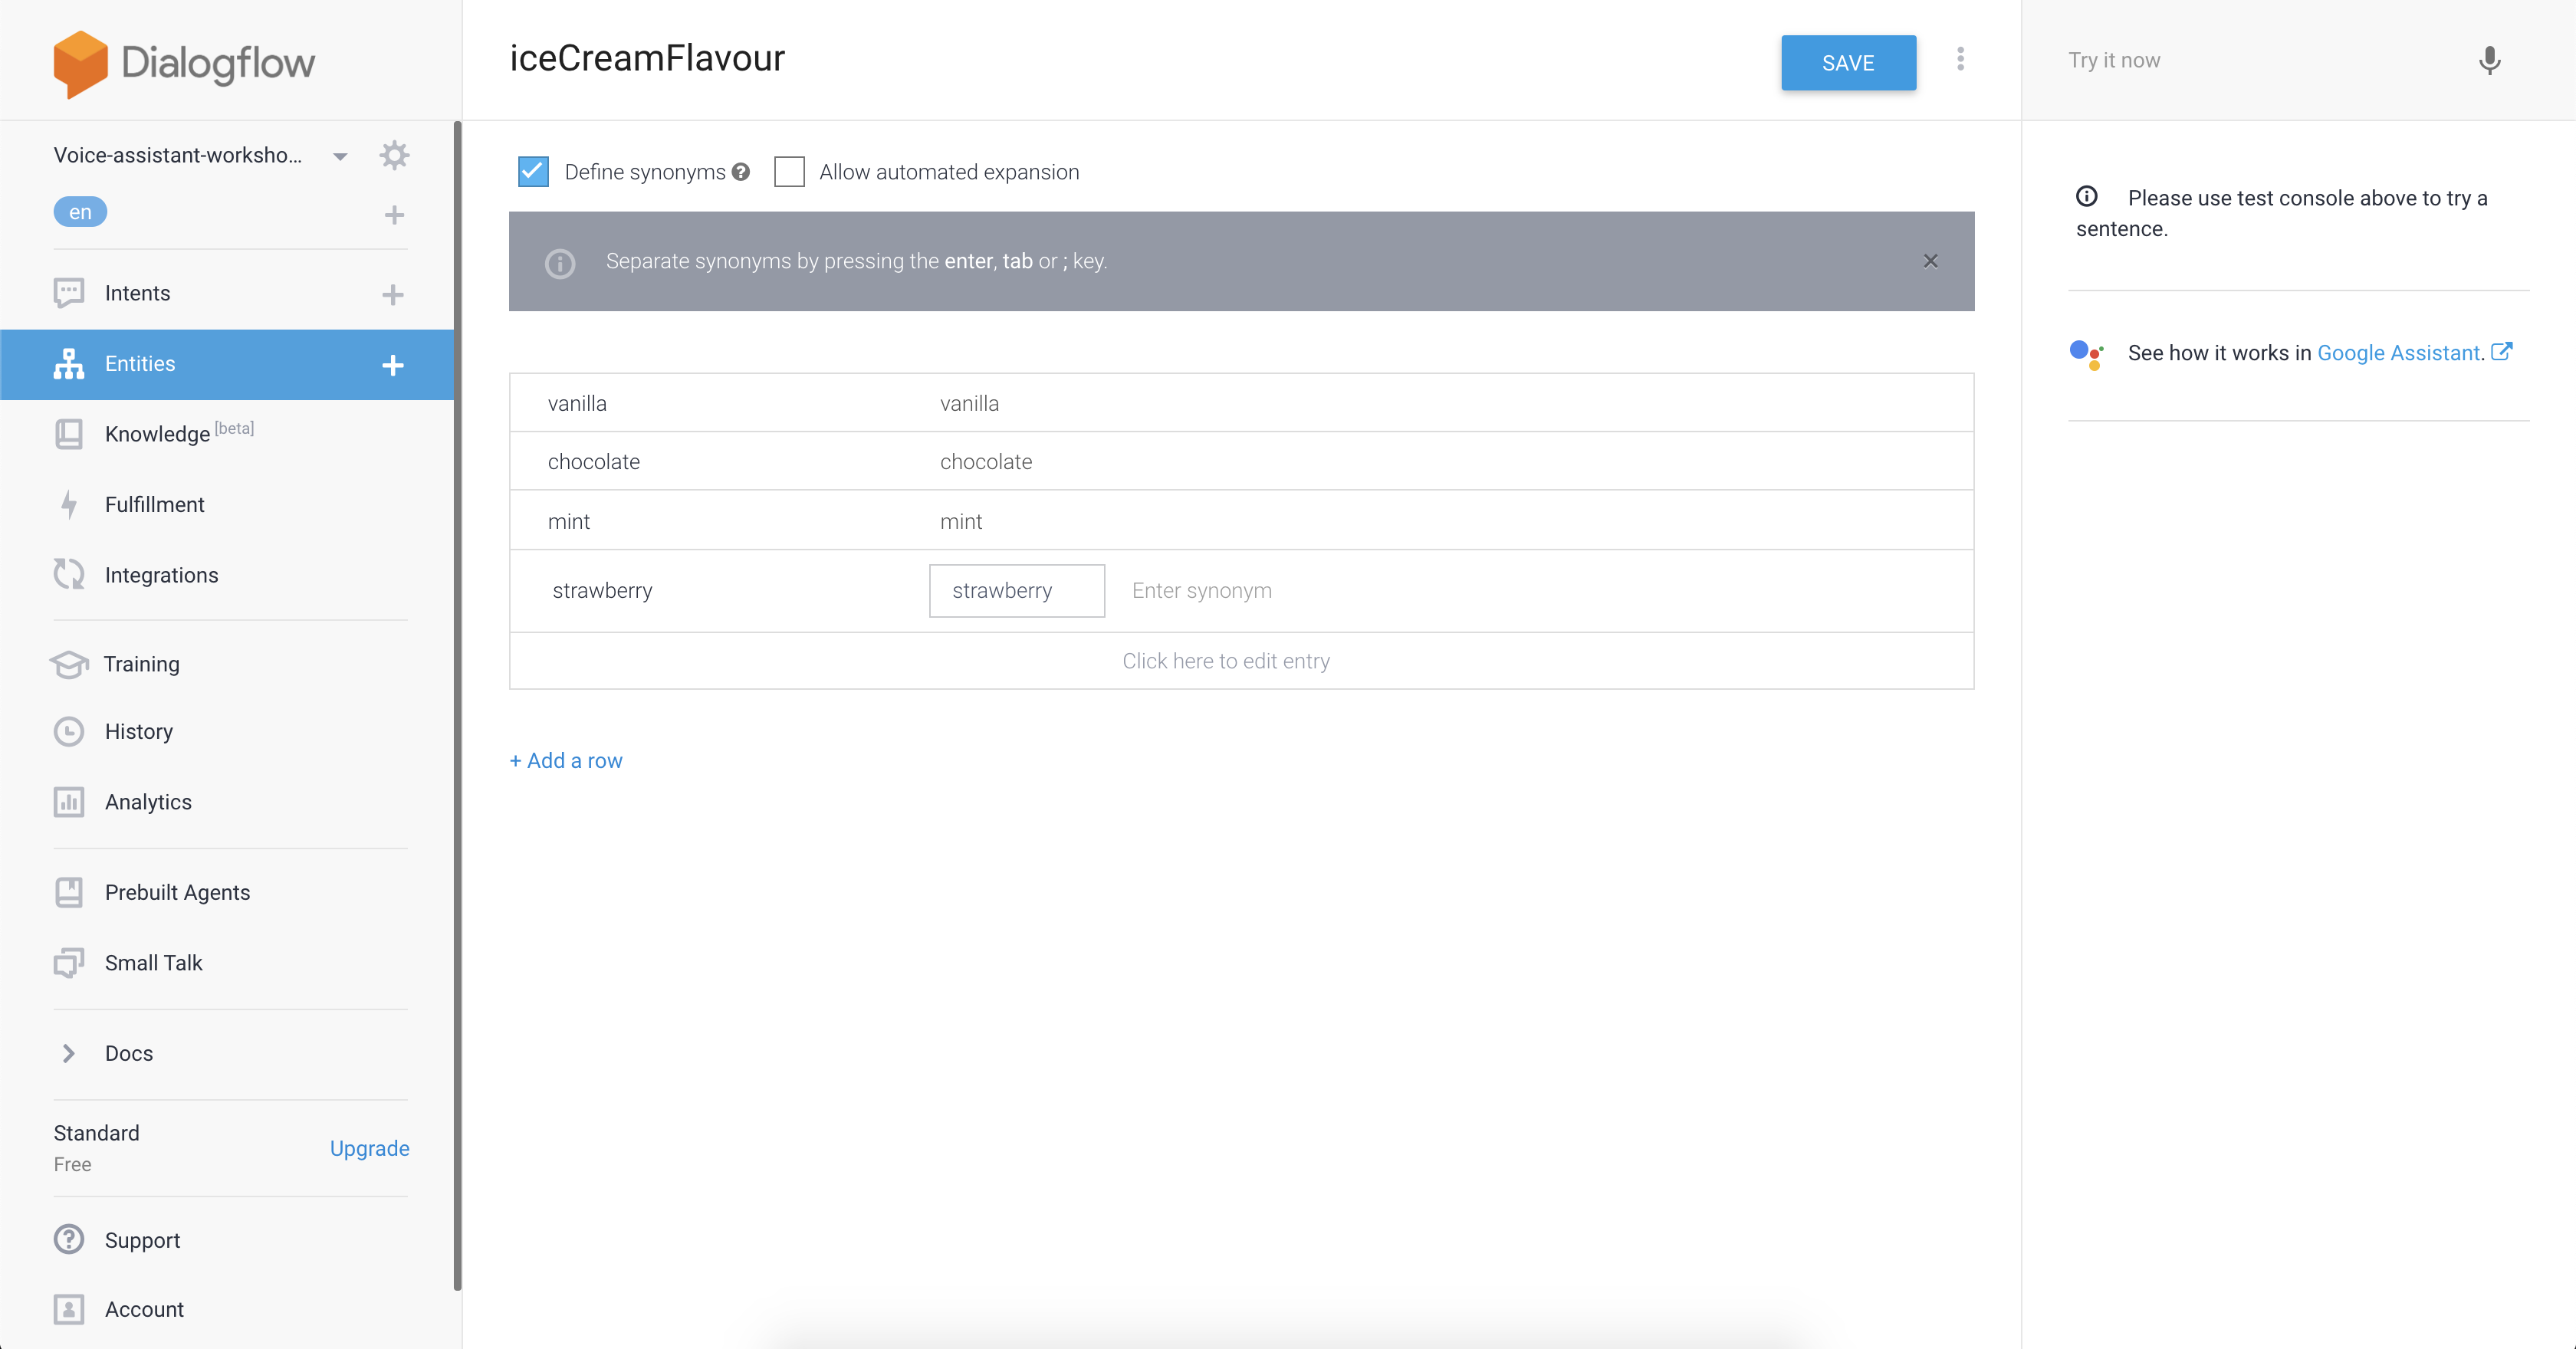 Dialogflow
Voice-assistant-worksho...
en
Intents
Entities
Knowledge [beta]
Fulfillment
Integrations
Training
History
Analytics
Prebuilt Agents
Small Talk
Docs
Standard
Free
Upgrade
Support
Account
iceCreamFlavour
SAVE
Define synonyms ?
Allow automated expansion
Separate synonyms by pressing the enter, tab or ; key.
vanilla vanilla
chocolate chocolate
mint mint
strawberry strawberry Enter synonym
Click here to edit entry
+ Add a row
Try it now
Please use test console above to try a
sentence.
See how it works in Google Assistant.